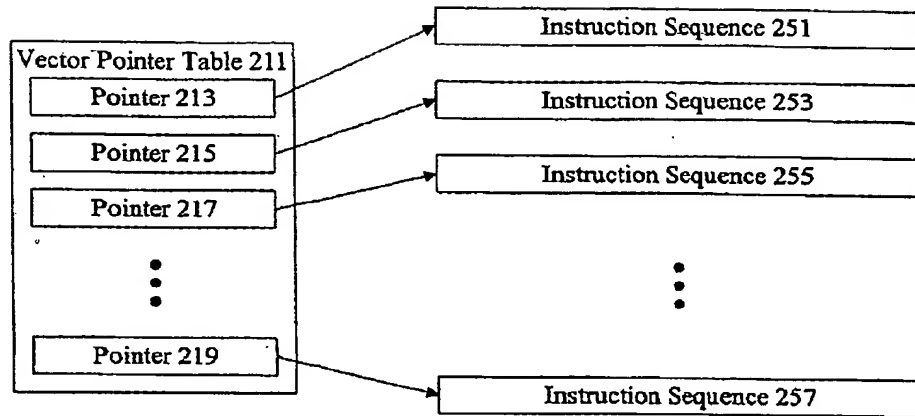 Instruction Sequence 251
Vector Pointer Table 211
Pointer 213
Instruction Sequence 253
Pointer 215
Instruction Sequence 255
Pointer 217
Pointer 219
Instruction Sequence 257